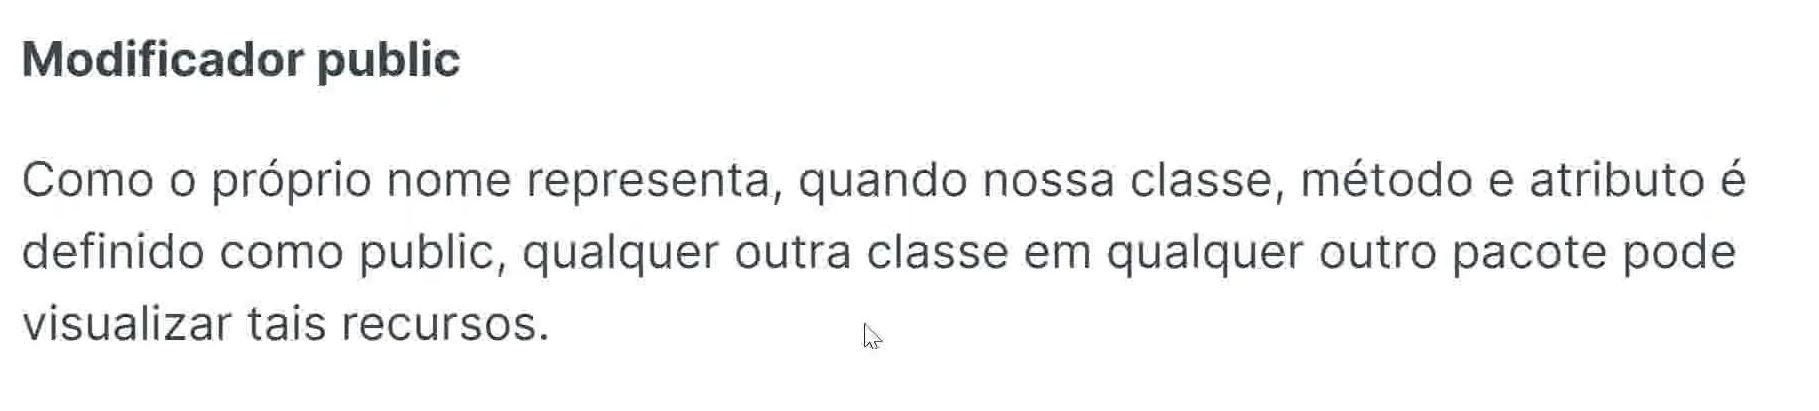 Modificador public
Como o próprio nome representa, quando nossa classe, método e atributo é
definido como public, qualquer outra classe em qualquer outro pacote pode
visualizar tais recursos.